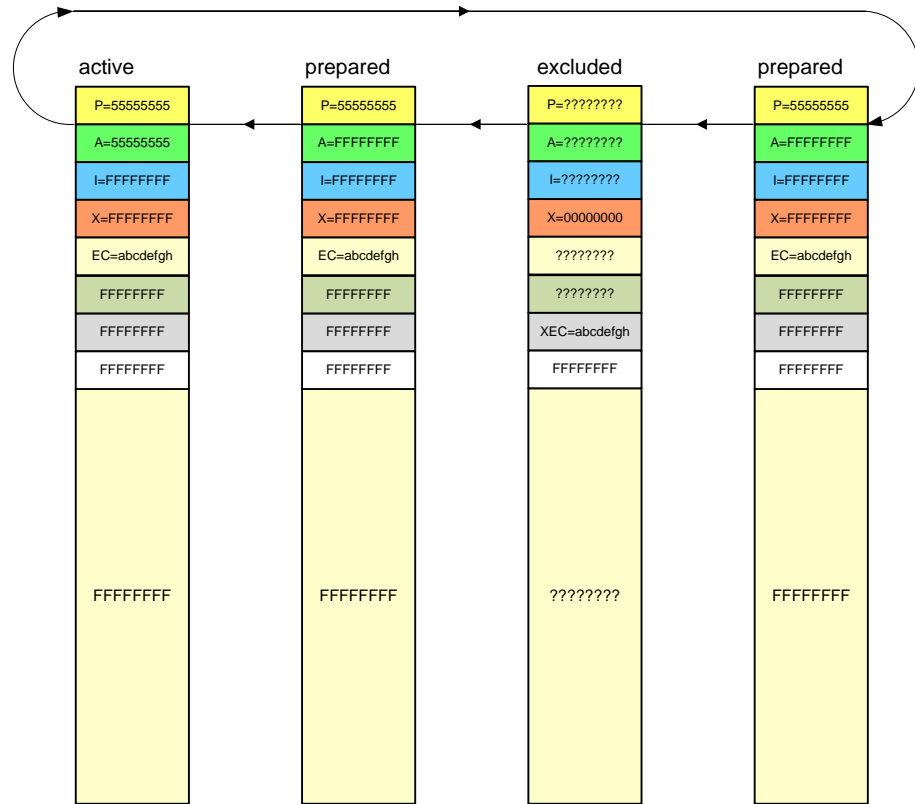 active
prepared
excluded
prepared
P=55555555
P=55555555
P=????????
P=55555555
A=55555555
A=FFFFFFFF
A=????????
A=FFFFFFFF
I=FFFFFFFF
I=FFFFFFFF
I=????????
I=FFFFFFFF
X=FFFFFFFF
X=FFFFFFFF
X=00000000
X=FFFFFFFF
EC=abcdefgh
EC=abcdefgh
????????
EC=abcdefgh
FFFFFFFF
FFFFFFFF
????????
FFFFFFFF
FFFFFFFF
FFFFFFFF
XEC=abcdefgh
FFFFFFFF
FFFFFFFF
FFFFFFFF
FFFFFFFF
FFFFFFFF
FFFFFFFF
FFFFFFFF
????????
FFFFFFFF